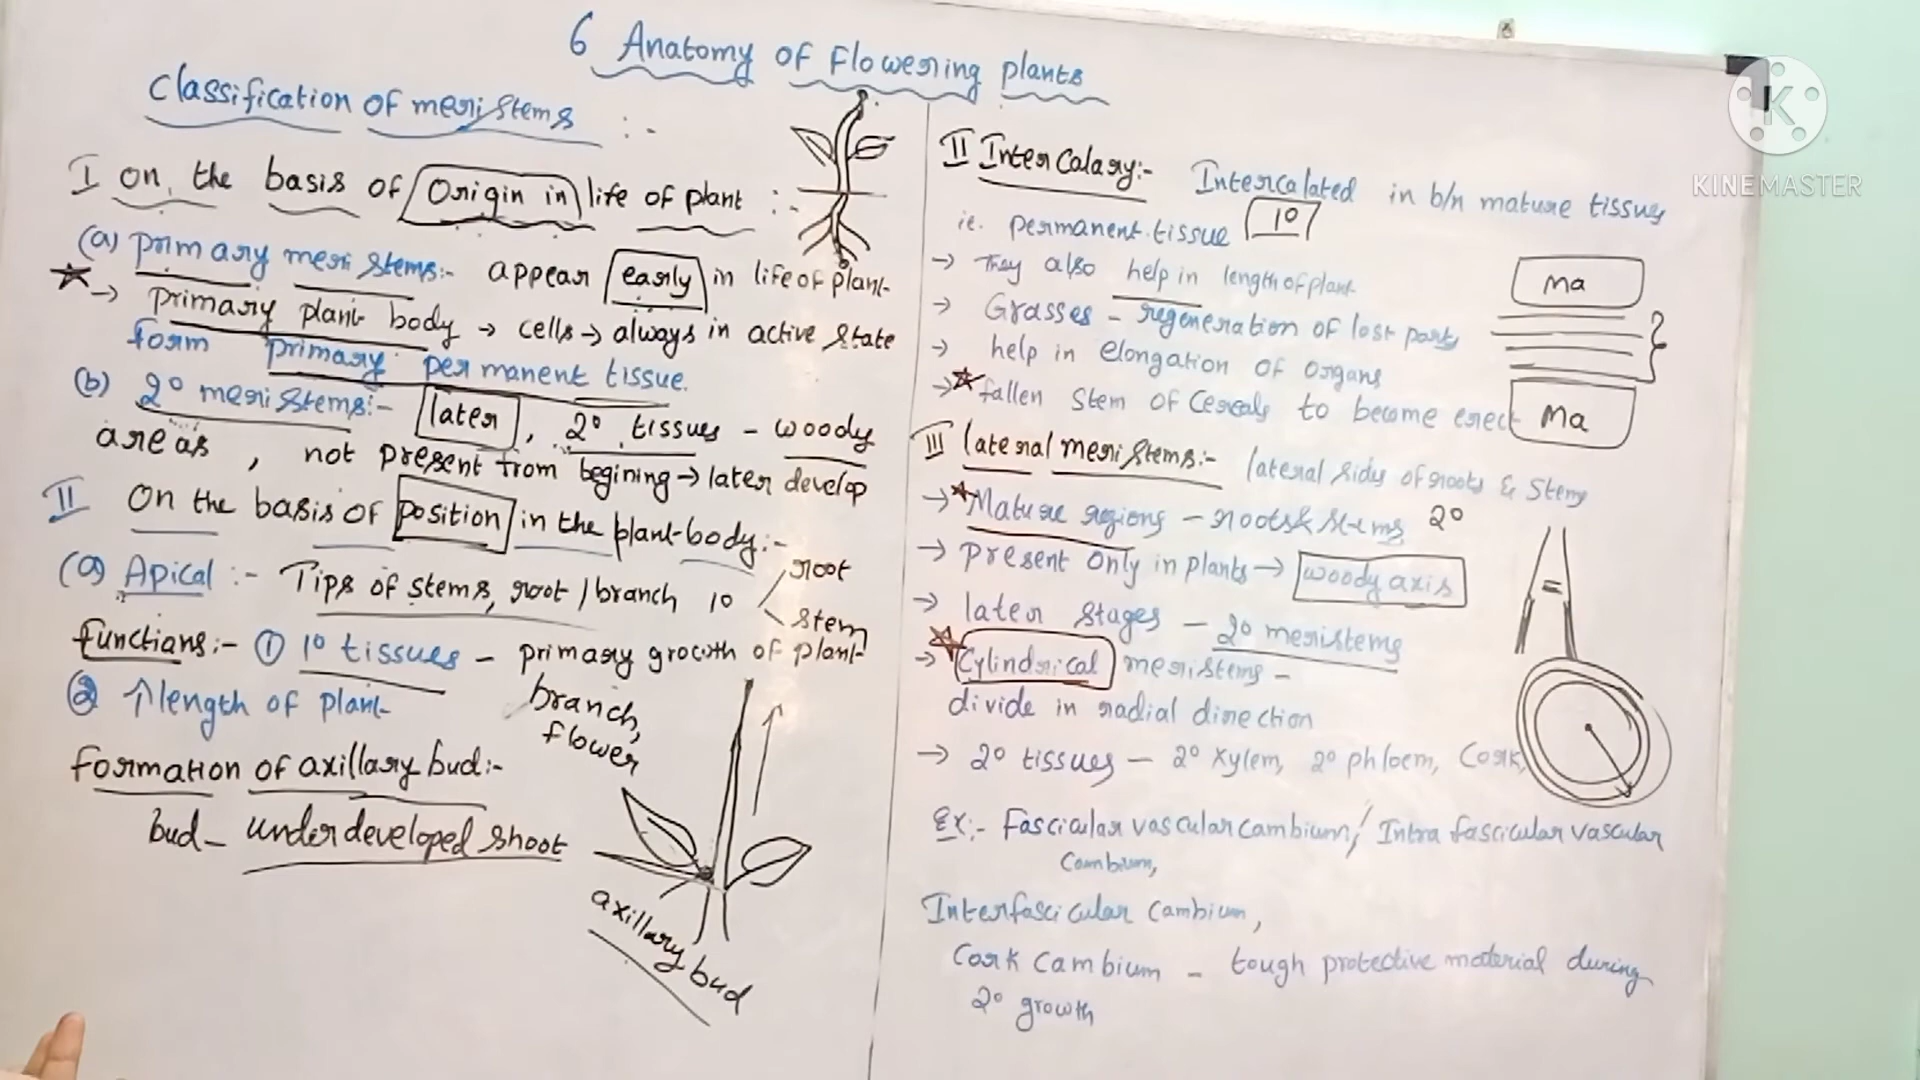 6 Anatomy of Flowering plants
Classification of meristems :-
I on the basis of Origin in life of plant :-
(a) primary meristems:- appear early in life of plant
→ primary plant body → cells → always in active state
form primary permanent tissue.
(b) 2° meristems:- later, 2° tissues - woody
areas, not present from begining → later develop
II On the basis of position in the plant body:-
(a) Apical :- Tips of stems, root / branch 1° root
stem
functions:- ① 1° tissues - primary growth of plant
② ↑length of plant
branch,
flower
formation of axillary bud:-
bud - underdeveloped shoot
axillary bud
II Intercalary:- Intercalated in b/n mature tissues
ie. permanent tissue 1°
→ They also help in length of plant
→ Grasses - regeneration of lost parts
→ help in elongation of organs
→ fallen stem of cereals to become erect
Ma
Ma
III lateral meristems:- lateral sides of roots & stems
→ Mature regions - roots & stems 2°
→ present only in plants → woody axis
→ later stages - 2° meristems
→ Cylindrical meristems -
divide in radial direction
→ 2° tissues - 2° xylem, 2° phloem, Cork,
Ex:- Fascicular vascular cambium / Intra fascicular vascular
Cambium,
Interfascicular cambium,
Cork cambium - tough protective material during
2° growth
K
KINEMASTER